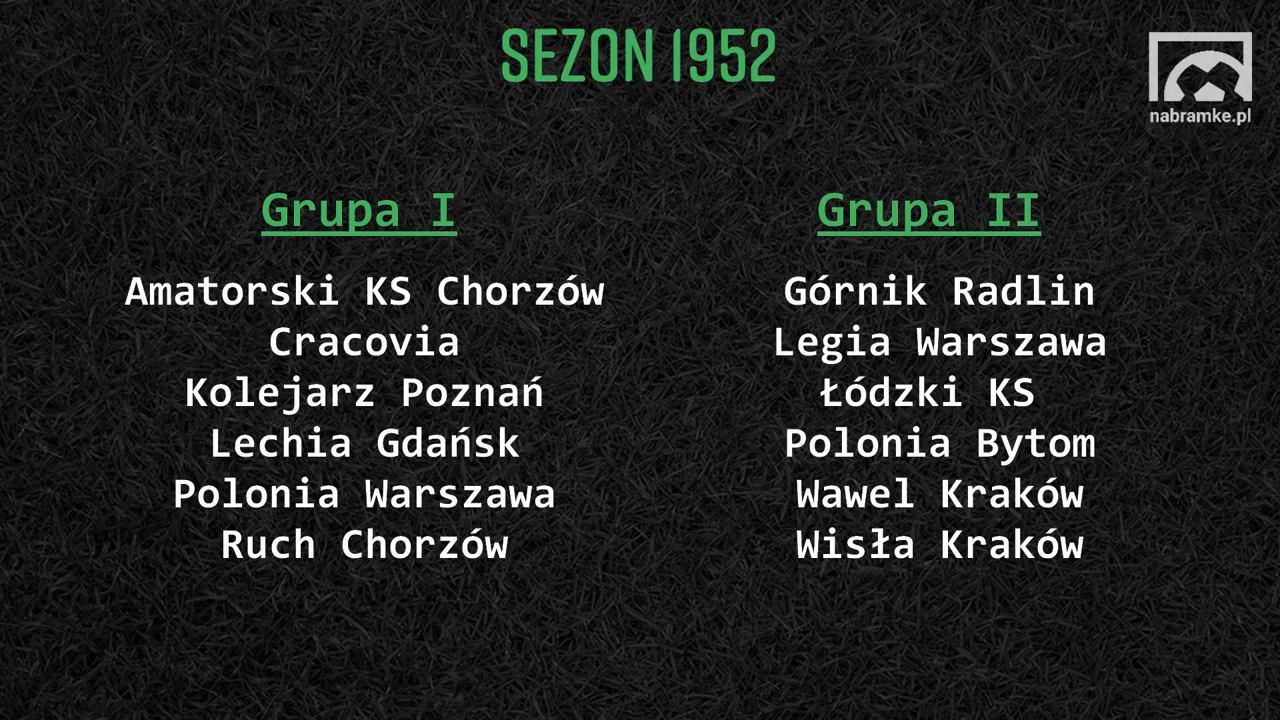 SEZON 1952
nabramke.pl
Grupa I
Amatorski KS Chorzów
Cracovia
Kolejarz Poznań
Lechia Gdańsk
Polonia Warszawa
Ruch Chorzów
Grupa II
Górnik Radlin
Legia Warszawa
Łódzki KS
Polonia Bytom
Wawel Kraków
Wisła Kraków